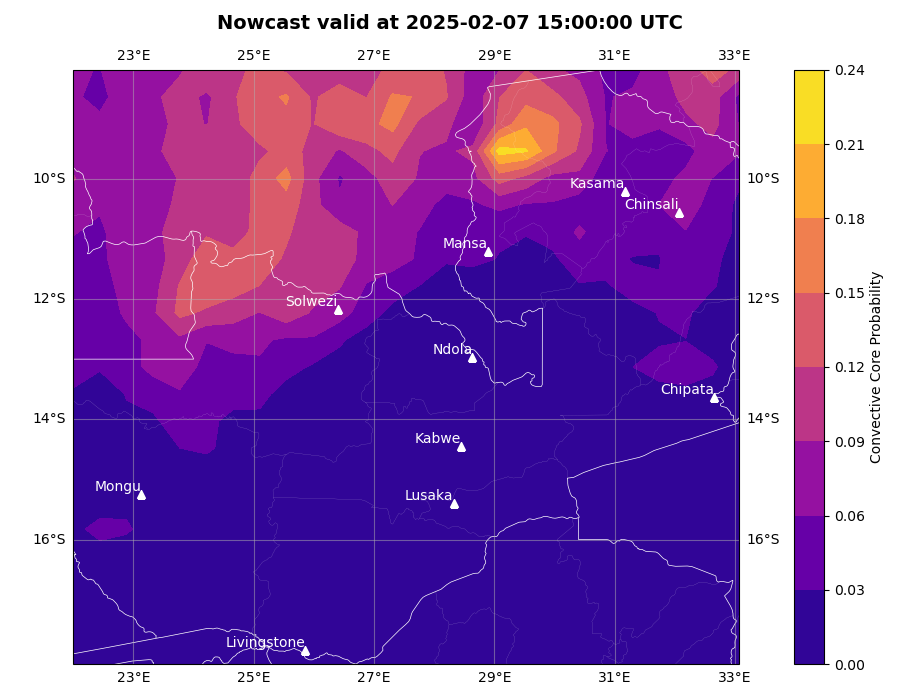 Nowcast valid at 2025-02-07 15:00:00 UTC
23°E 25°E 27°E 29°E 31°E 33°E
0.24
0.21
10°S Kasama 10°S
Chinsali
0.18
Mansa
0.15
12°S Solwezi 12°S
Ndola
0.12
Chipata
14°S 14°S
Kabwe
0.09
Mongu
Lusaka
0.06
16°S 16°S
0.03
Livingstone
0.00
23°E 25°E 27°E 29°E 31°E 33°E
Convective Core Probability